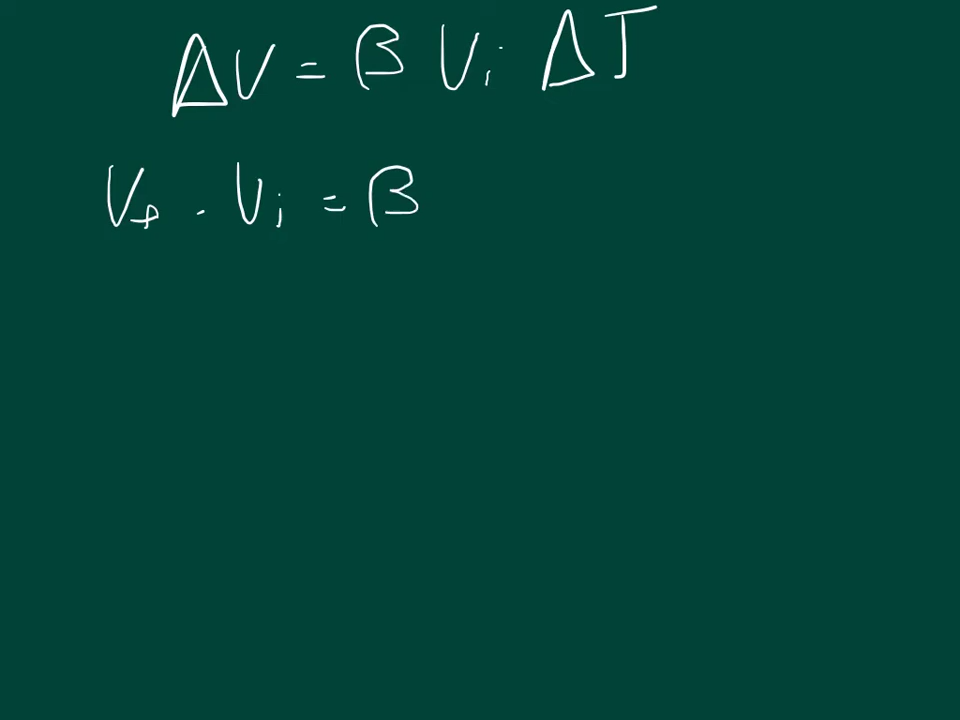 ΔV = β Vi ΔT
Vf - Vi = β